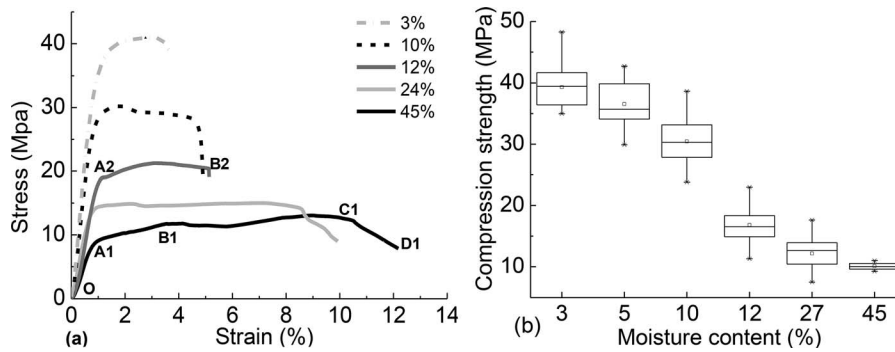 40
30
20
10
0
Stress (Mpa)
3%
10%
12%
24%
45%
A2
B2
A1
B1
C1
D1
O
0 2 4 6 8 10 12 14
(a)
Strain (%)
50
40
30
20
10
Compression strength (MPa)
3 5 10 12 27 45
(b)
Moisture content (%)